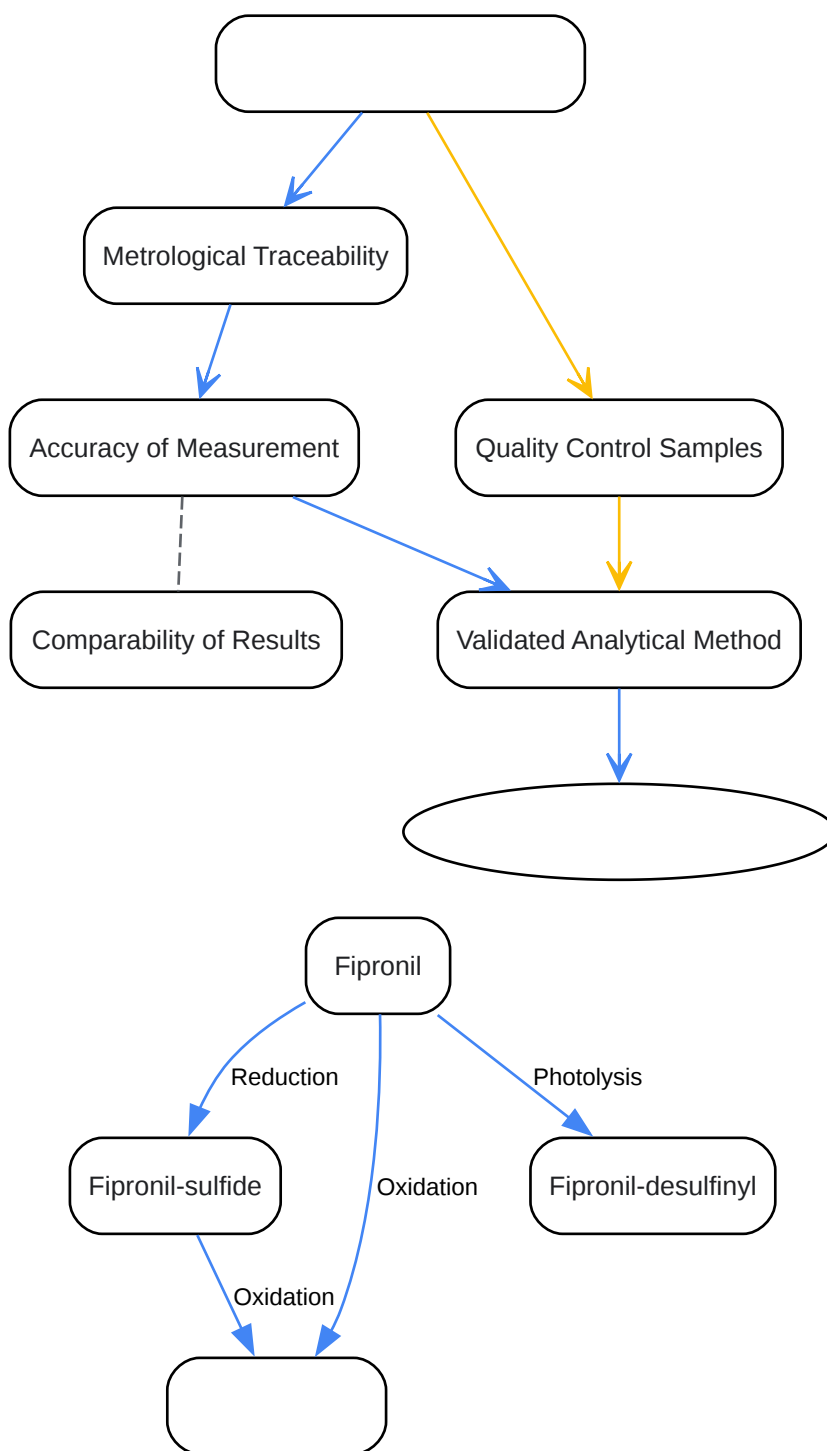 Metrological Traceability
Accuracy of Measurement
Quality Control Samples
Comparability of Results
Validated Analytical Method
Fipronil
Reduction
Photolysis
Fipronil-sulfide
Oxidation
Fipronil-desulfinyl
Oxidation